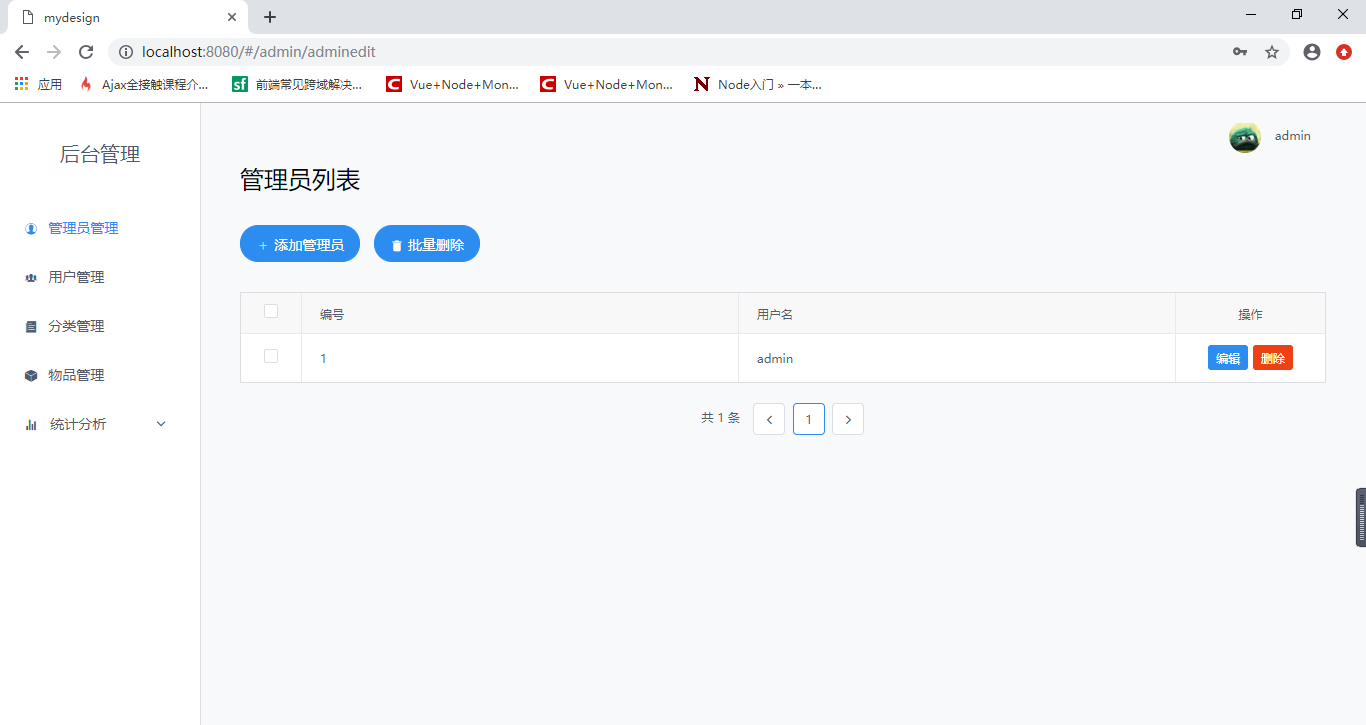 mydesign
localhost:8080/#/admin/adminedit
应用 Ajax全接触课程介... 前端常见跨域解决... Vue+Node+Mon... Vue+Node+Mon... Node入门 » 一本...
admin
后台管理
管理员管理
用户管理
分类管理
物品管理
统计分析
管理员列表
+ 添加管理员 批量删除
编号 用户名 操作
1 admin 编辑 删除
共 1 条 1